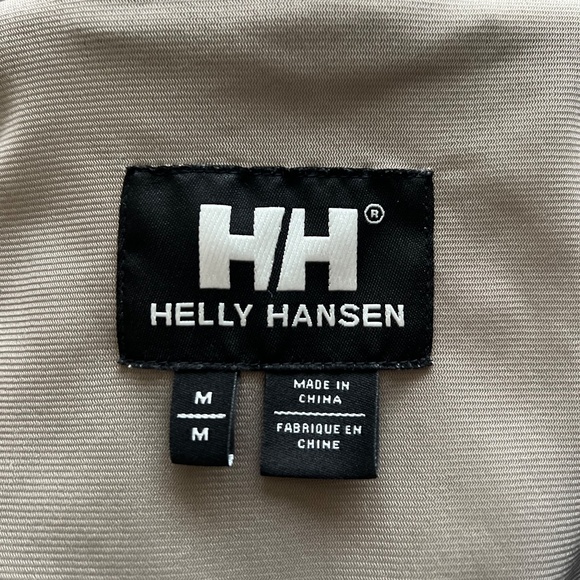 HH®
HELLY HANSEN
M
M
MADE IN
CHINA
FABRIQUE EN
CHINE